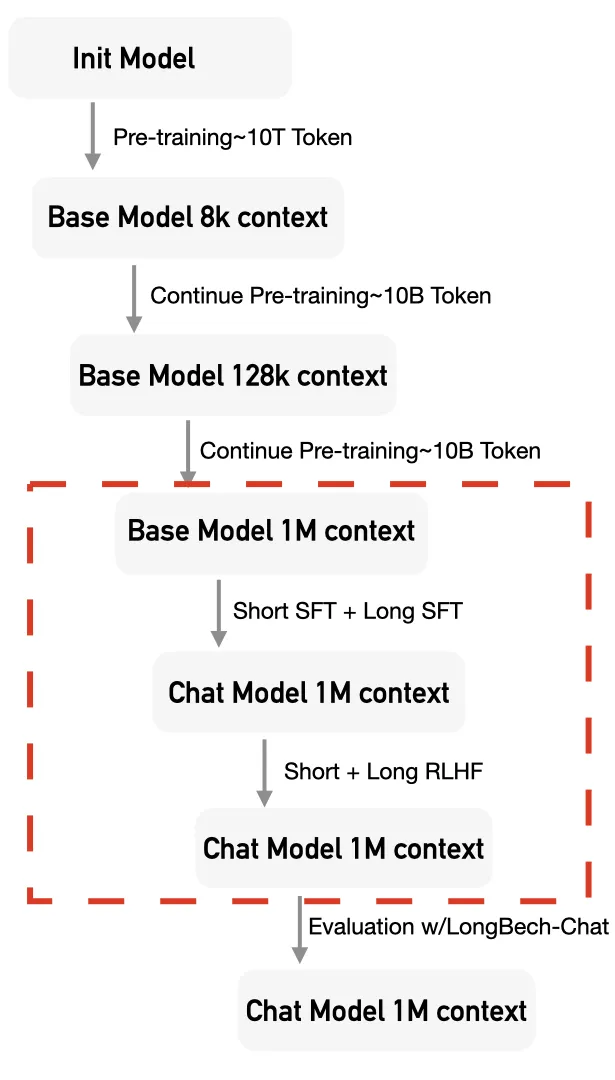 Init Model
Pre-training~10T Token
Base Model 8k context
Continue Pre-training~10B Token
Base Model 128k context
Continue Pre-training~10B Token
Base Model 1M context
Short SFT + Long SFT
Chat Model 1M context
Short + Long RLHF
Chat Model 1M context
Evaluation w/LongBech-Chat
Chat Model 1M context